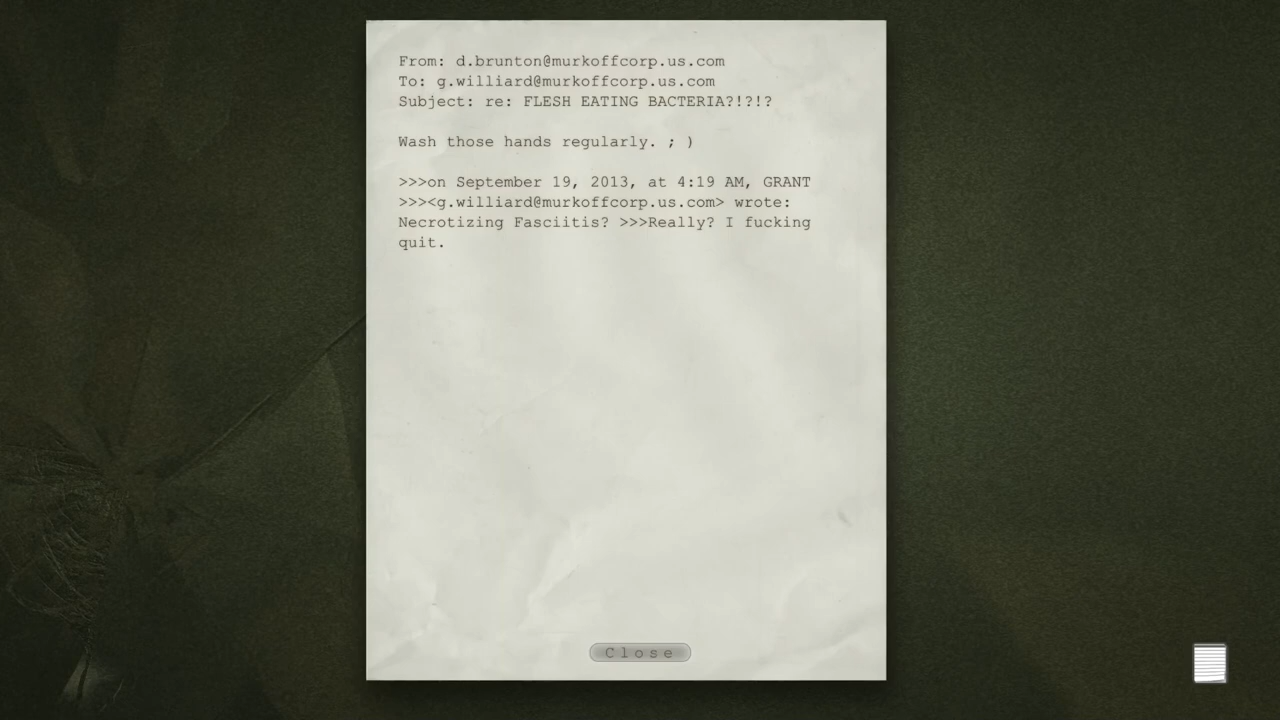 From: d.brunton@murkoffcorp.us.com
To: g.williard@murkoffcorp.us.com
Subject: re: FLESH EATING BACTERIA?!?!?
Wash those hands regularly. ; )
>>>on September 19, 2013, at 4:19 AM, GRANT
>>><g.williard@murkoffcorp.us.com> wrote:
Necrotizing Fasciitis? >>>Really? I fucking
quit.
Close